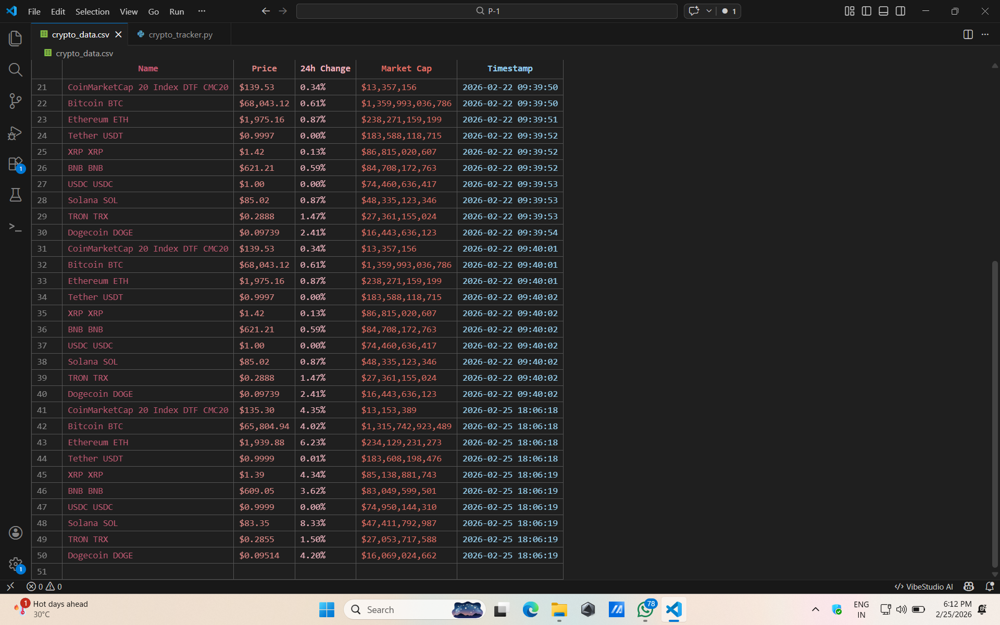 File Edit Selection View Go Run ··· P-1 1
crypto_data.csv crypto_tracker.py
crypto_data.csv
Name Price 24h Change Market Cap Timestamp
21 CoinMarketCap 20 Index DTF CMC20 $139.53 0.34% $13,357,156 2026-02-22 09:39:50
22 Bitcoin BTC $68,043.12 0.61% $1,359,993,036,786 2026-02-22 09:39:50
23 Ethereum ETH $1,975.16 0.87% $238,271,159,199 2026-02-22 09:39:51
24 Tether USDT $0.9997 0.00% $183,588,118,715 2026-02-22 09:39:52
25 XRP XRP $1.42 0.13% $86,815,020,607 2026-02-22 09:39:52
26 BNB BNB $621.21 0.59% $84,708,172,763 2026-02-22 09:39:52
27 USDC USDC $1.00 0.00% $74,460,636,417 2026-02-22 09:39:53
28 Solana SOL $85.02 0.87% $48,335,123,346 2026-02-22 09:39:53
29 TRON TRX $0.2888 1.47% $27,361,155,024 2026-02-22 09:39:53
30 Dogecoin DOGE $0.09739 2.41% $16,443,636,123 2026-02-22 09:39:54
31 CoinMarketCap 20 Index DTF CMC20 $139.53 0.34% $13,357,156 2026-02-22 09:40:01
32 Bitcoin BTC $68,043.12 0.61% $1,359,993,036,786 2026-02-22 09:40:01
33 Ethereum ETH $1,975.16 0.87% $238,271,159,199 2026-02-22 09:40:01
34 Tether USDT $0.9997 0.00% $183,588,118,715 2026-02-22 09:40:02
35 XRP XRP $1.42 0.13% $86,815,020,607 2026-02-22 09:40:02
36 BNB BNB $621.21 0.59% $84,708,172,763 2026-02-22 09:40:02
37 USDC USDC $1.00 0.00% $74,460,636,417 2026-02-22 09:40:02
38 Solana SOL $85.02 0.87% $48,335,123,346 2026-02-22 09:40:02
39 TRON TRX $0.2888 1.47% $27,361,155,024 2026-02-22 09:40:02
40 Dogecoin DOGE $0.09739 2.41% $16,443,636,123 2026-02-22 09:40:02
41 CoinMarketCap 20 Index DTF CMC20 $135.30 4.35% $13,153,389 2026-02-25 18:06:18
42 Bitcoin BTC $65,804.94 4.02% $1,315,742,923,489 2026-02-25 18:06:18
43 Ethereum ETH $1,939.88 6.23% $234,129,231,273 2026-02-25 18:06:18
44 Tether USDT $0.9999 0.01% $183,608,198,476 2026-02-25 18:06:18
45 XRP XRP $1.39 4.34% $85,138,881,743 2026-02-25 18:06:19
46 BNB BNB $609.05 3.62% $83,049,599,501 2026-02-25 18:06:19
47 USDC USDC $0.9999 0.00% $74,950,144,310 2026-02-25 18:06:19
48 Solana SOL $83.35 8.33% $47,411,792,987 2026-02-25 18:06:19
49 TRON TRX $0.2855 1.50% $27,053,717,588 2026-02-25 18:06:19
50 Dogecoin DOGE $0.09514 4.20% $16,069,024,662 2026-02-25 18:06:19
51
1
1
0 0 VibeStudio AI
1 Hot days ahead
30°C
Search
78
ENG
IN
6:12 PM
2/25/2026